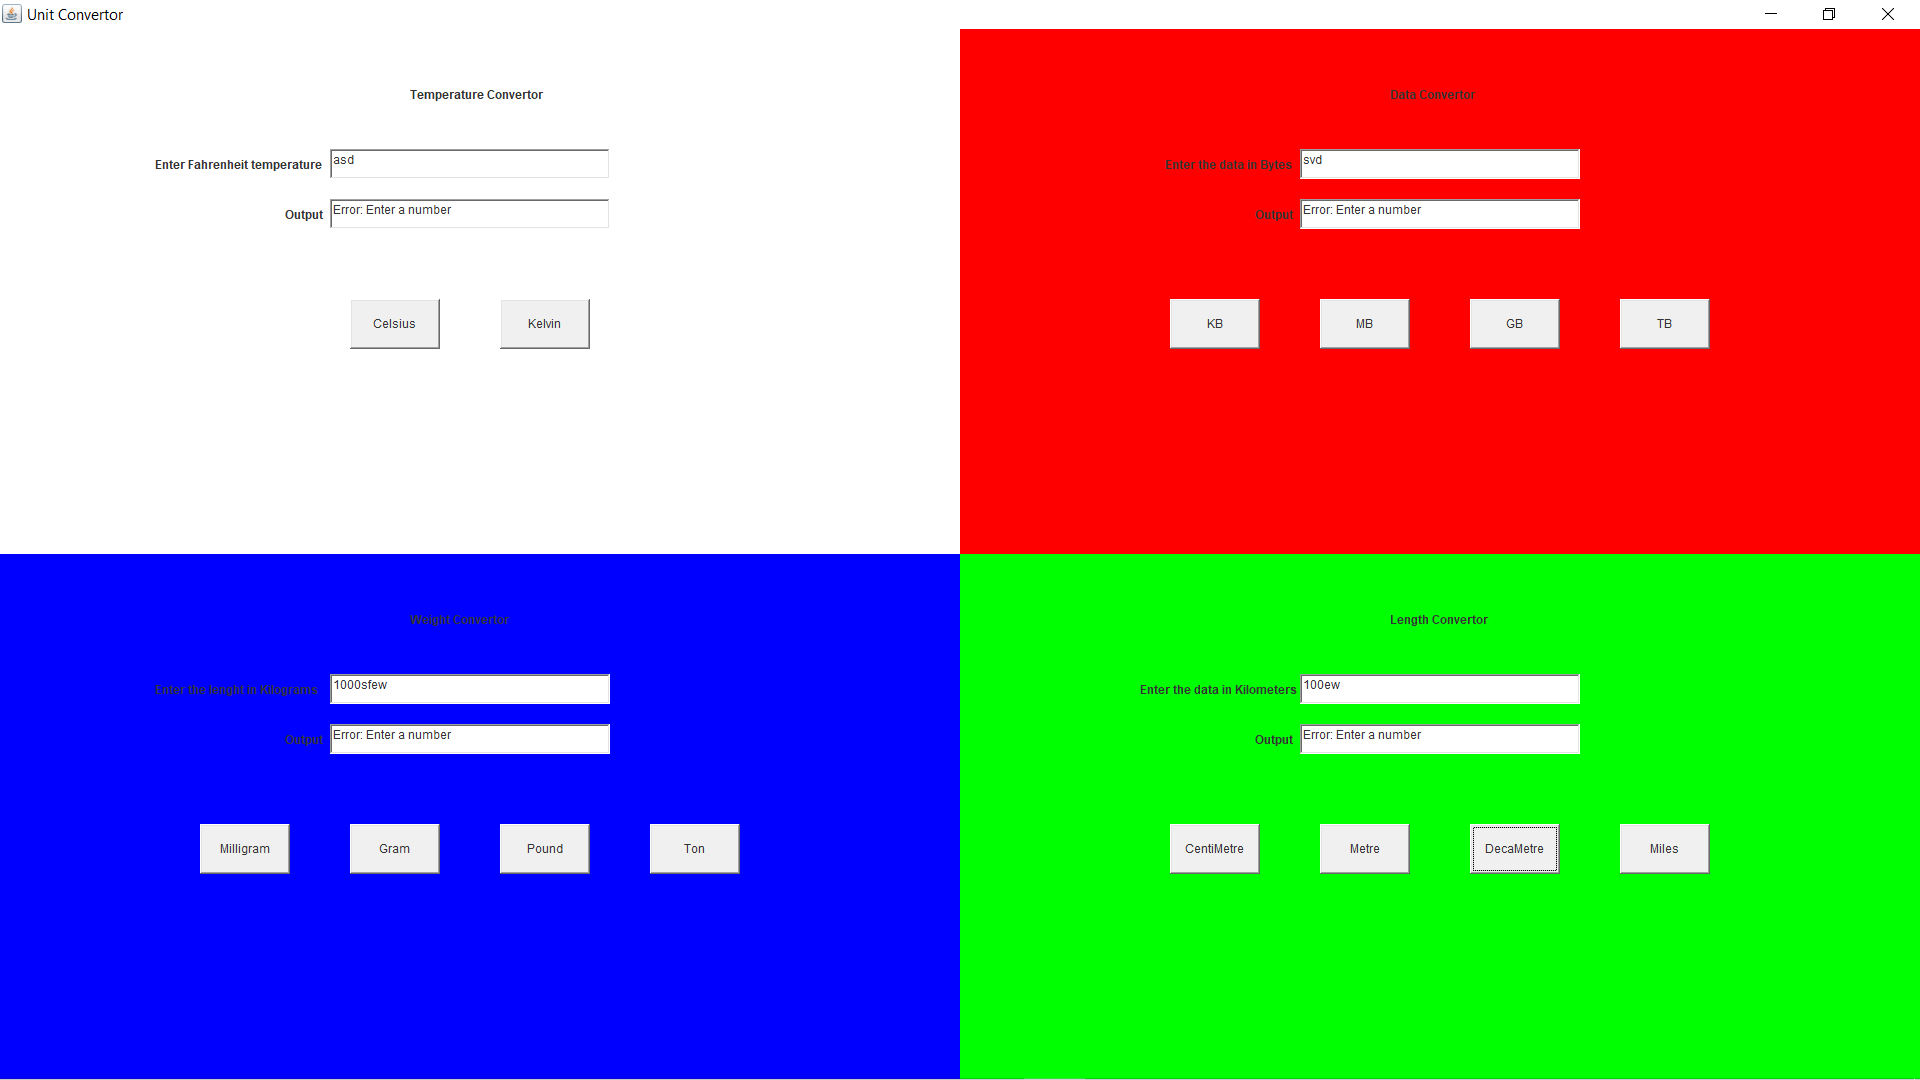 Unit Convertor
Temperature Convertor
Enter Fahrenheit temperature asd
Output Error: Enter a number
Celsius Kelvin
Data Convertor
Enter the data in Bytes svd
Output Error: Enter a number
KB MB GB TB
Weight Convertor
Enter the lenght in Kilograms 1000sfew
Output Error: Enter a number
Milligram Gram Pound Ton
Length Convertor
Enter the data in Kilometers 100ew
Output Error: Enter a number
CentiMetre Metre DecaMetre Miles